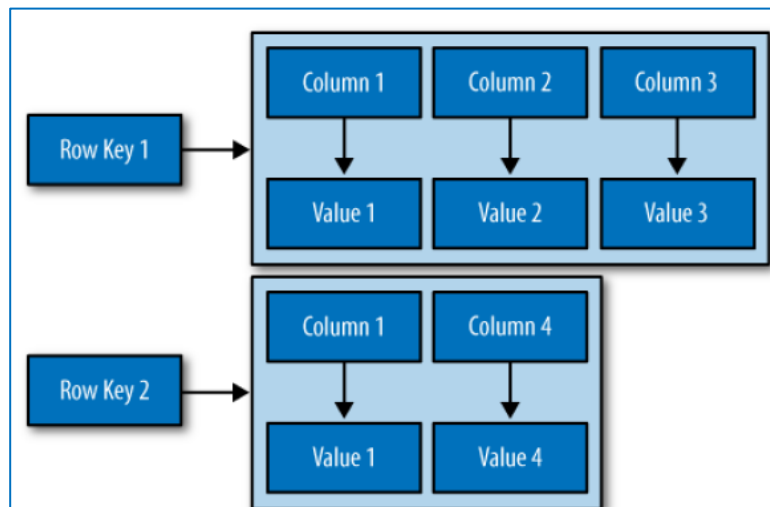 Column 1 Column 2 Column 3
Row Key 1
Value 1 Value 2 Value 3
Column 1 Column 4
Row Key 2
Value 1 Value 4